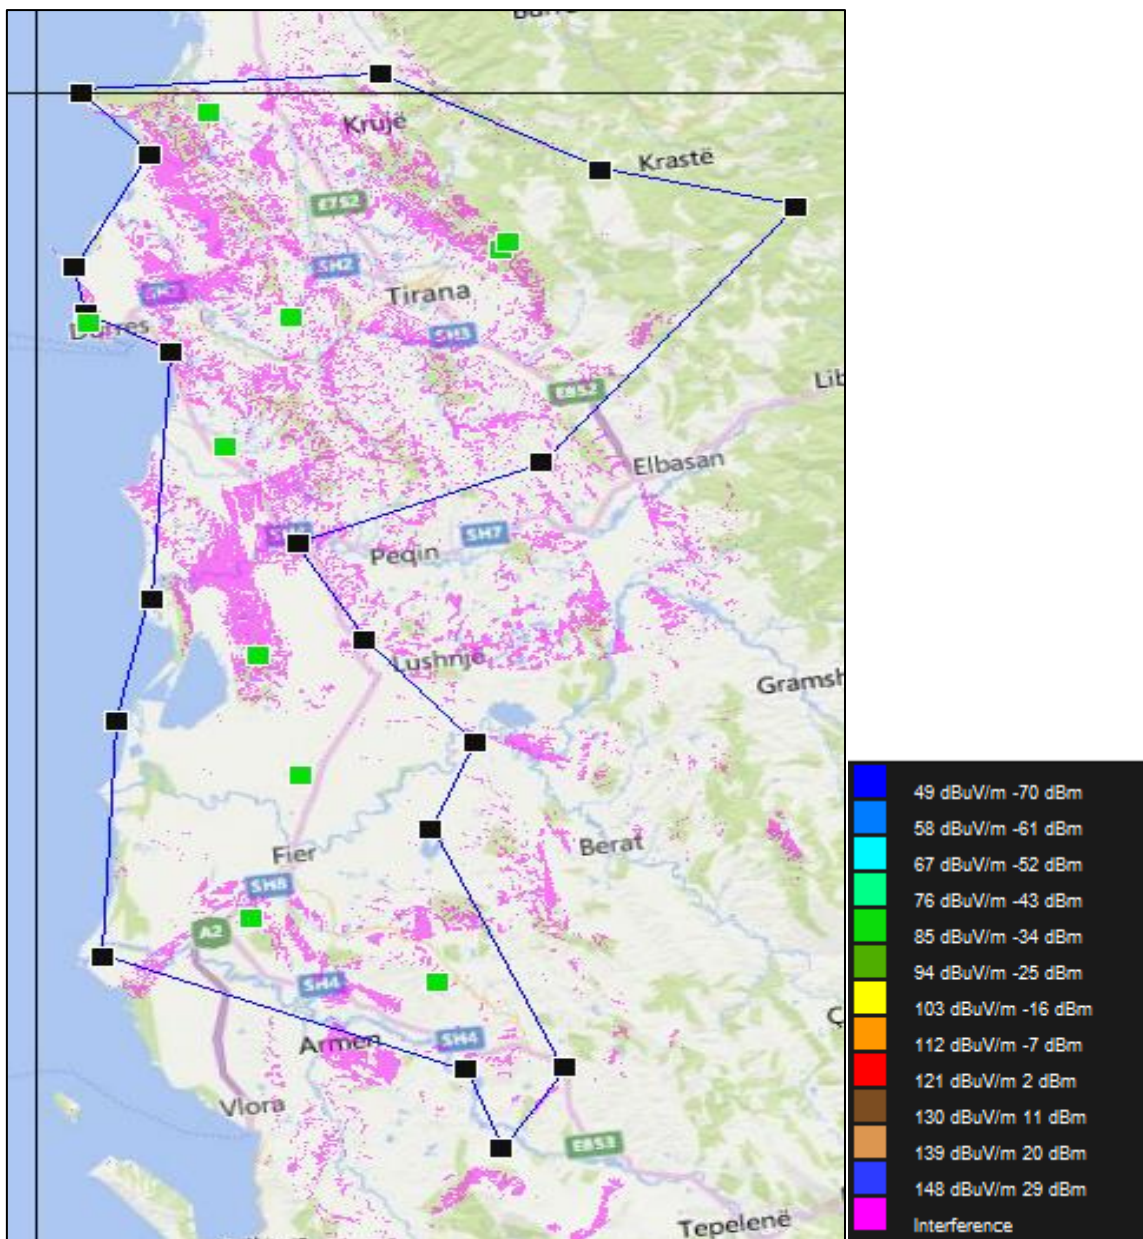 Krujë
Krastë
E762
SH2
Tirana
Durrës
SH3
E852
Elbasan
Peqin
SH7
Lushnje
Gramsh
Berat
Fier
SH8
A2
SH4
Armen
SH4
Vlora
E853
Tepelenë
49 dBuV/m -70 dBm
58 dBuV/m -61 dBm
67 dBuV/m -52 dBm
76 dBuV/m -43 dBm
85 dBuV/m -34 dBm
94 dBuV/m -25 dBm
103 dBuV/m -16 dBm
112 dBuV/m -7 dBm
121 dBuV/m 2 dBm
130 dBuV/m 11 dBm
139 dBuV/m 20 dBm
148 dBuV/m 29 dBm
Interference